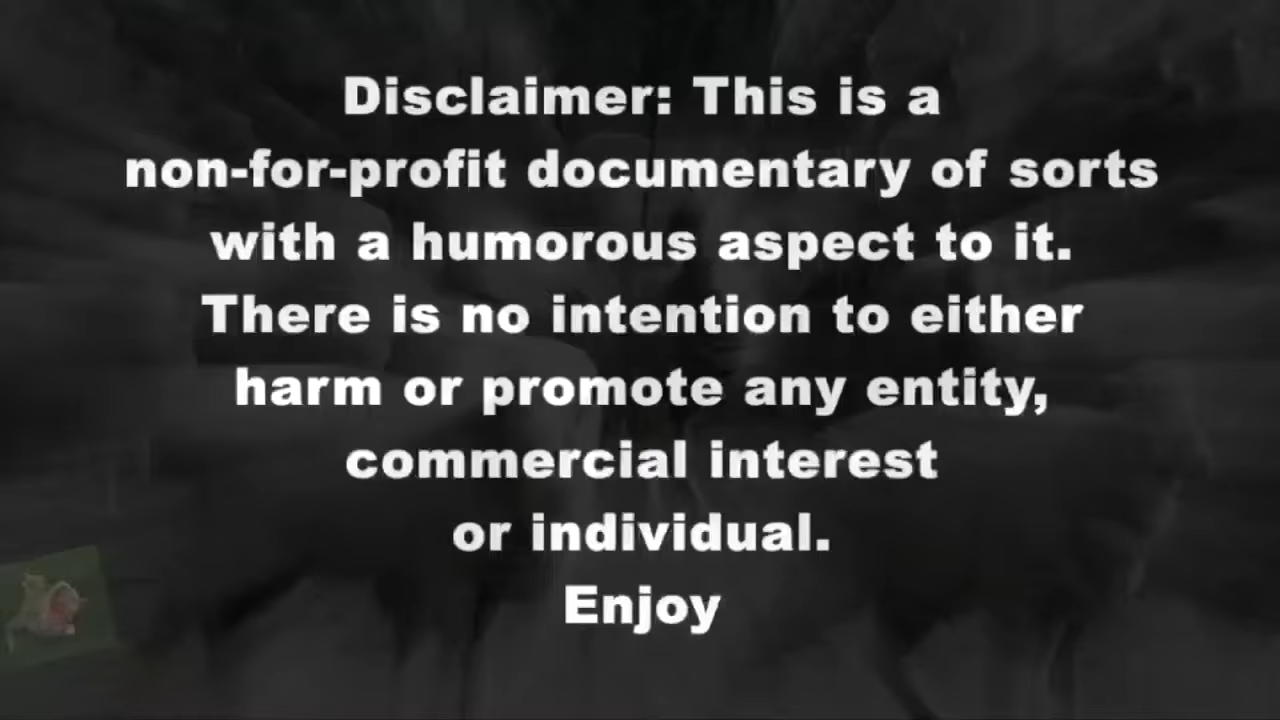 Disclaimer: This is a
non-for-profit documentary of sorts
with a humorous aspect to it.
There is no intention to either
harm or promote any entity,
commercial interest
or individual.
Enjoy